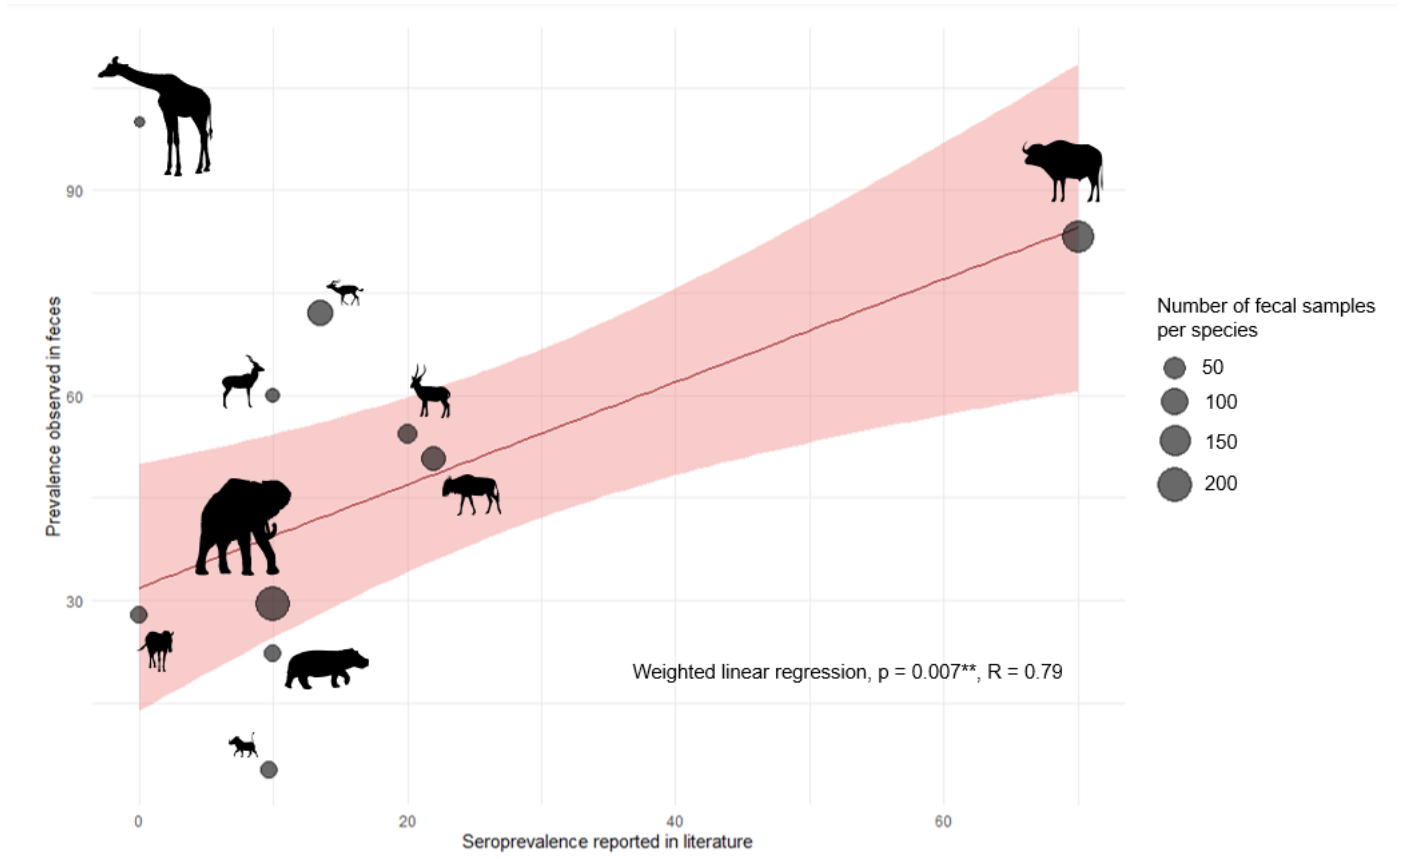 90
60
30
0
20
40
60
Prevalence observed in feces
Seroprevalence reported in literature
Weighted linear regression, p = 0.007**, R = 0.79
Number of fecal samples
per species
50
100
150
200